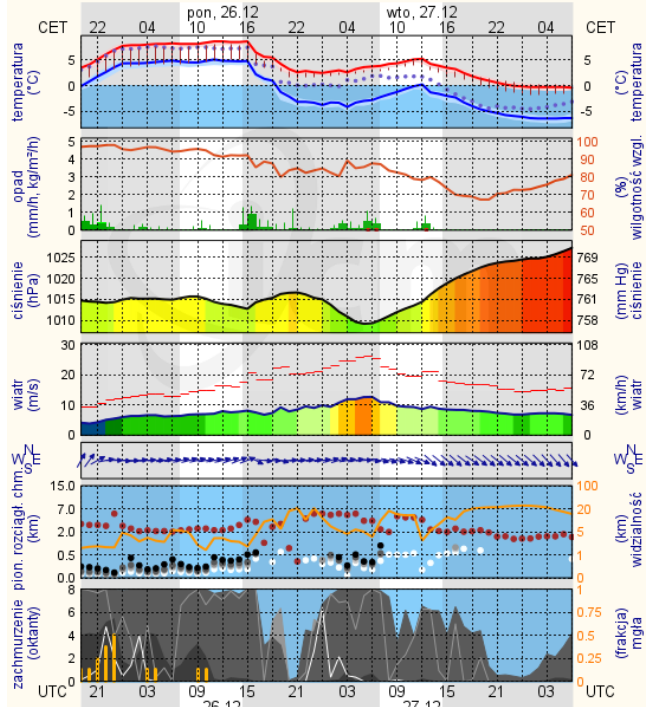 pon, 26.12 wto, 27.12
CET 22 04 10 16 22 04 10 16 22 04 CET
temperatura (°C)
5
0
-5
5
0
-5
temperatura (°C)
opad (mm/h, kg/m²/h)
5
4
3
2
1
0
100
90
80
70
60
50
wilgotność wzgl. (%)
ciśnienie (hPa)
1025
1020
1015
1010
769
765
761
758
(mm Hg) ciśnienie
wiatr (m/s)
30
20
10
0
108
72
36
0
(km/h) wiatr
N
W E
S
N
W E
S
pion. rozciągł. chm. (km)
15.0
7.0
2.0
0.5
0.0
100
20
5
1
0
(km) widzialność
zachmurzenie (oktanty)
8
6
4
2
0
1
0.75
0.5
0.25
0
(frakcja) mgła
UTC 21 03 09 15 21 03 09 15 21 03 UTC
26.12 27.12